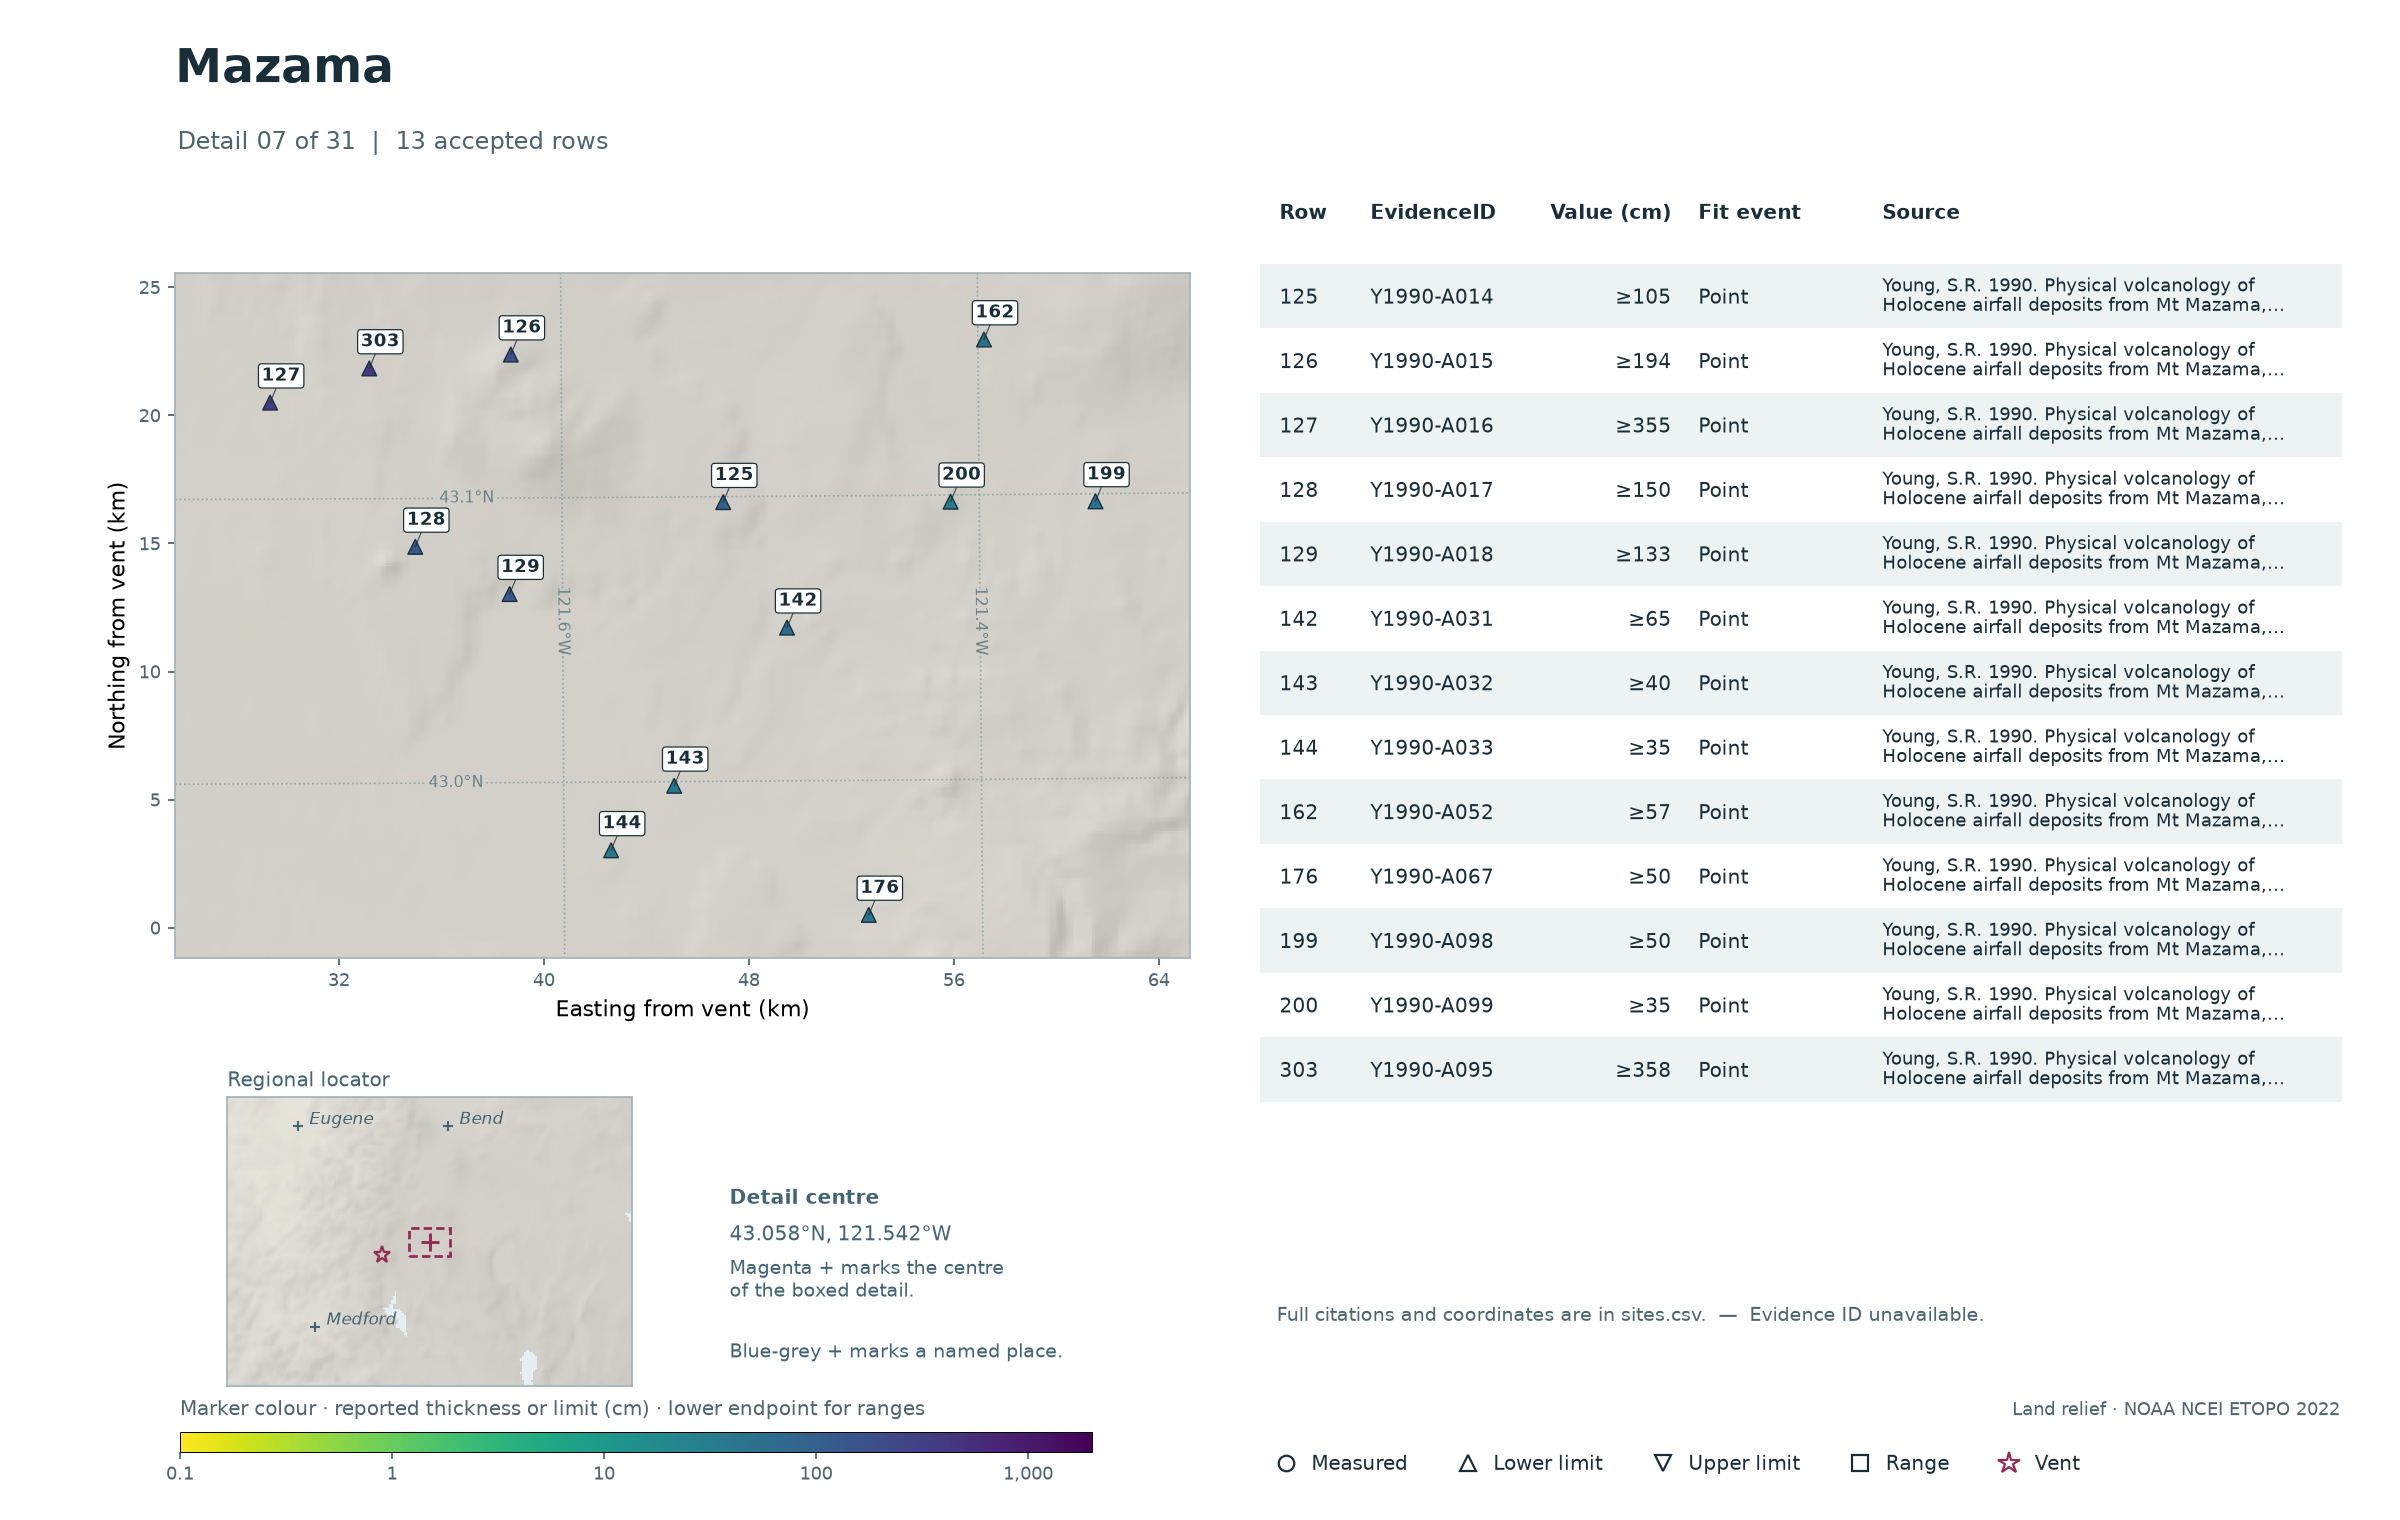 Mazama
Detail 07 of 31 | 13 accepted rows
Northing from vent (km)
25
20
15
10
5
0
127
303
126
162
125
200
199
128
129
142
143
144
176
43.1°N
43.0°N
121.6°W
121.4°W
32
40
48
56
64
Easting from vent (km)
Row EvidenceID Value (cm) Fit event Source
125 Y1990-A014 ≥105 Point Young, S.R. 1990. Physical volcanology of
Holocene airfall deposits from Mt Mazama,...
126 Y1990-A015 ≥194 Point Young, S.R. 1990. Physical volcanology of
Holocene airfall deposits from Mt Mazama,...
127 Y1990-A016 ≥355 Point Young, S.R. 1990. Physical volcanology of
Holocene airfall deposits from Mt Mazama,...
128 Y1990-A017 ≥150 Point Young, S.R. 1990. Physical volcanology of
Holocene airfall deposits from Mt Mazama,...
129 Y1990-A018 ≥133 Point Young, S.R. 1990. Physical volcanology of
Holocene airfall deposits from Mt Mazama,...
142 Y1990-A031 ≥65 Point Young, S.R. 1990. Physical volcanology of
Holocene airfall deposits from Mt Mazama,...
143 Y1990-A032 ≥40 Point Young, S.R. 1990. Physical volcanology of
Holocene airfall deposits from Mt Mazama,...
144 Y1990-A033 ≥35 Point Young, S.R. 1990. Physical volcanology of
Holocene airfall deposits from Mt Mazama,...
162 Y1990-A052 ≥57 Point Young, S.R. 1990. Physical volcanology of
Holocene airfall deposits from Mt Mazama,...
176 Y1990-A067 ≥50 Point Young, S.R. 1990. Physical volcanology of
Holocene airfall deposits from Mt Mazama,...
199 Y1990-A098 ≥50 Point Young, S.R. 1990. Physical volcanology of
Holocene airfall deposits from Mt Mazama,...
200 Y1990-A099 ≥35 Point Young, S.R. 1990. Physical volcanology of
Holocene airfall deposits from Mt Mazama,...
303 Y1990-A095 ≥358 Point Young, S.R. 1990. Physical volcanology of
Holocene airfall deposits from Mt Mazama,...
Regional locator
Eugene
Bend
Medford
Detail centre
43.058°N, 121.542°W
Magenta + marks the centre
of the boxed detail.
Blue-grey + marks a named place.
Full citations and coordinates are in sites.csv. — Evidence ID unavailable.
Marker colour · reported thickness or limit (cm) · lower endpoint for ranges
0.1
1
10
100
1,000
Land relief · NOAA NCEI ETOPO 2022
Measured
Lower limit
Upper limit
Range
Vent